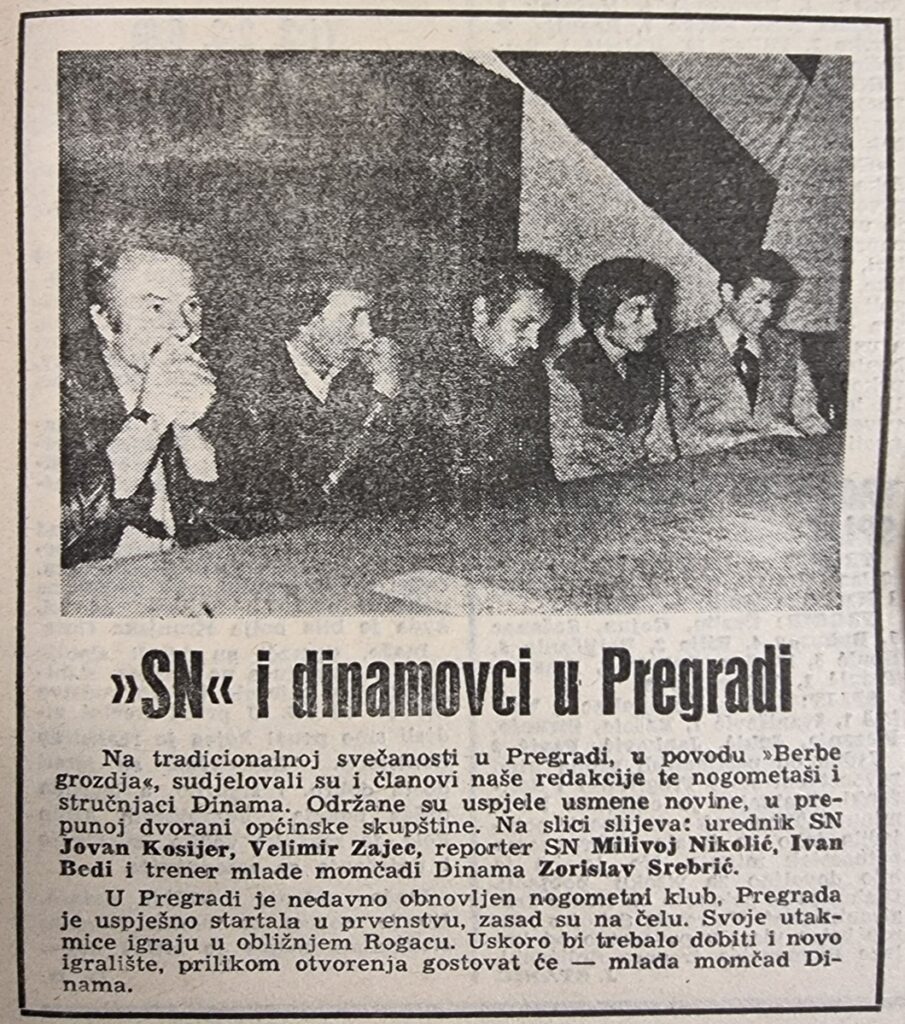 »SN« i dinamovci u Pregradi
Na tradicionalnoj svečanosti u Pregradi, u povodu »Berbe
grozdja«, sudjelovali su i članovi naše redakcije te nogometaši i
stručnjaci Dinama. Održane su uspjele usmene novine, u pre-
punoj dvorani općinske skupštine. Na slici slijeva: urednik SN
Jovan Kosijer, Velimir Zajec, reporter SN Milivoj Nikolić, Ivan
Bedi i trener mlade momčadi Dinama Zorislav Srebrić.
U Pregradi je nedavno obnovljen nogometni klub, Pregrada
je uspješno startala u prvenstvu, zasad su na čelu. Svoje utak-
mice igraju u obližnjem Rogacu. Uskoro bi trebalo dobiti i novo
igralište, prilikom otvorenja gostovat će — mlada momčad Di-
nama.